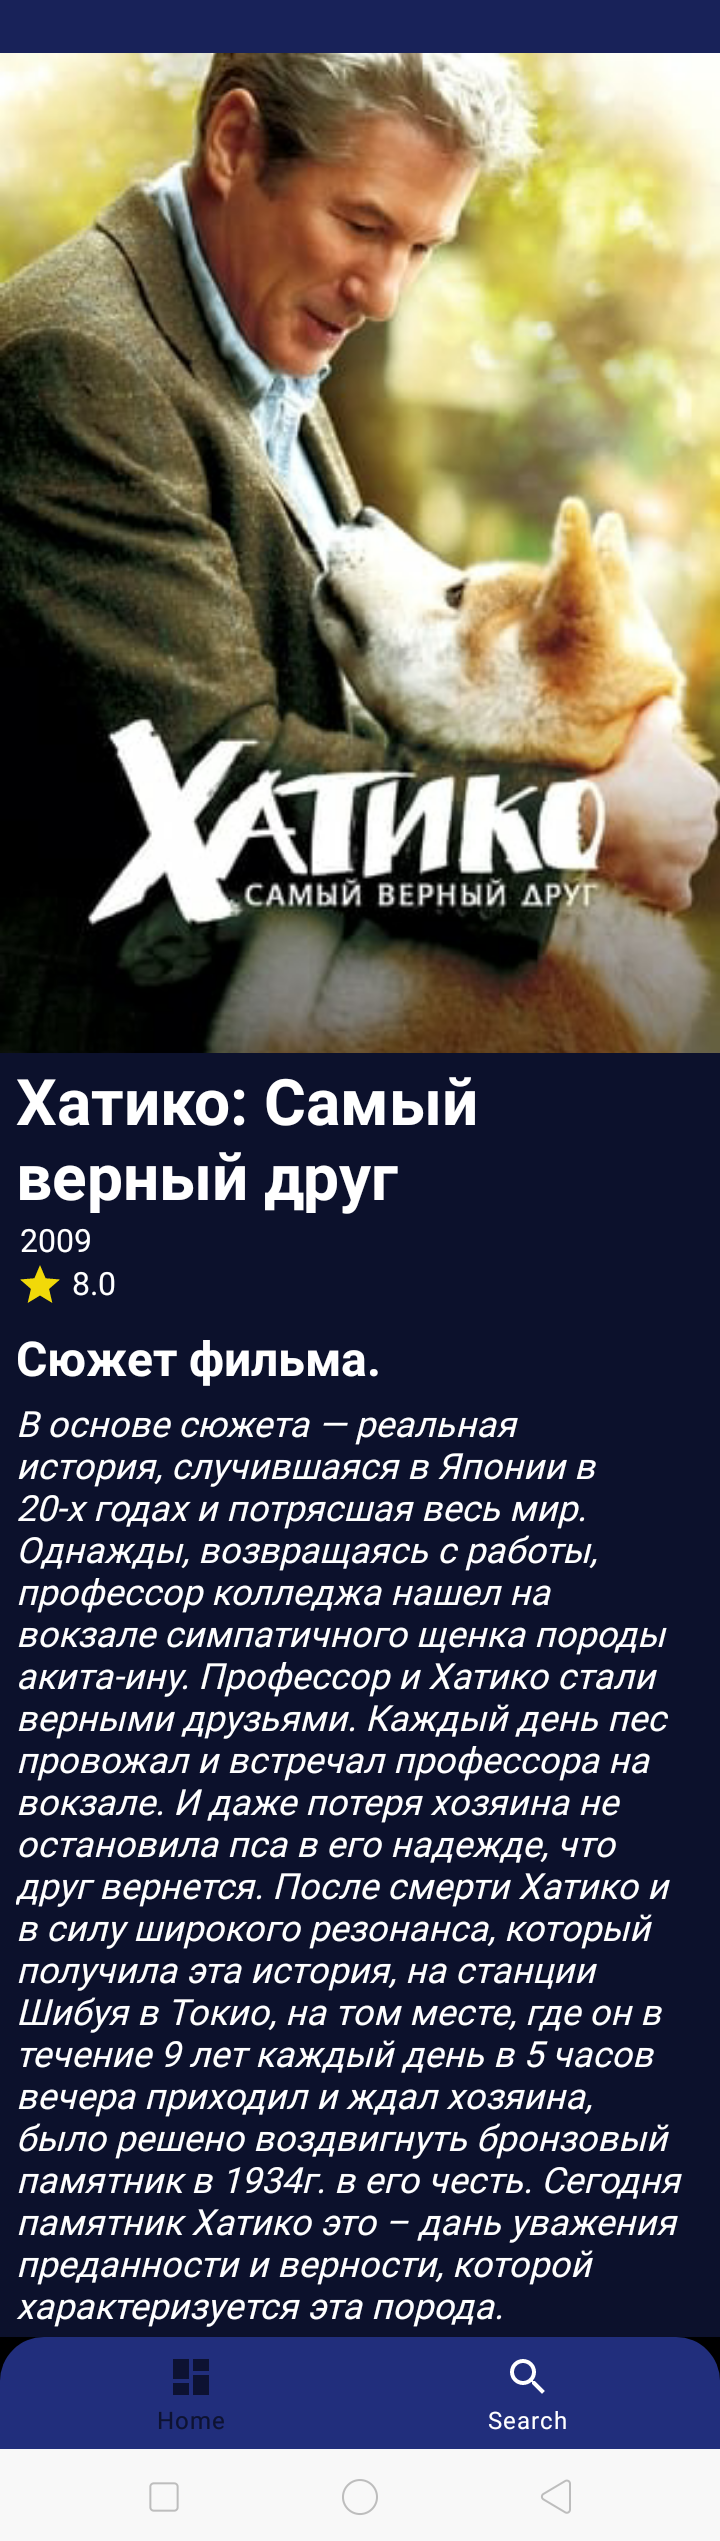 Хатико
САМЫЙ ВЕРНЫЙ ДРУГ
Хатико: Самый
верный друг
2009
8.0
Сюжет фильма.
В основе сюжета — реальная
история, случившаяся в Японии в
20-х годах и потрясшая весь мир.
Однажды, возвращаясь с работы,
профессор колледжа нашел на
вокзале симпатичного щенка породы
акита-ину. Профессор и Хатико стали
верными друзьями. Каждый день пес
провожал и встречал профессора на
вокзале. И даже потеря хозяина не
остановила пса в его надежде, что
друг вернется. После смерти Хатико и
в силу широкого резонанса, который
получила эта история, на станции
Шибуя в Токио, на том месте, где он в
течение 9 лет каждый день в 5 часов
вечера приходил и ждал хозяина,
было решено воздвигнуть бронзовый
памятник в 1934г. в его честь. Сегодня
памятник Хатико это – дань уважения
преданности и верности, которой
характеризуется эта порода.
Home
Search